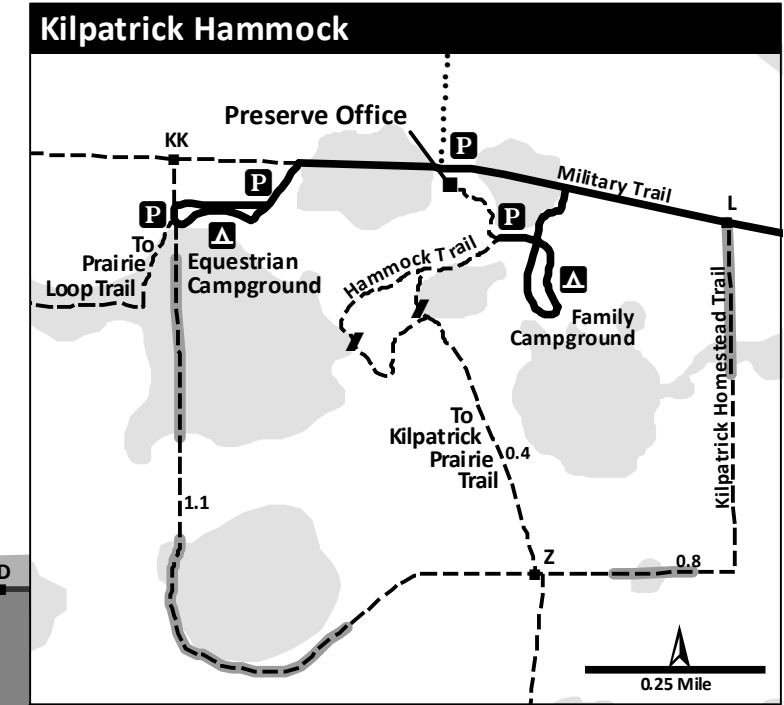 Kilpatrick Hammock
Preserve Office
KK
P
Military Trail
P
L
P
P
To
Prairie
Loop Trail
Equestrian
Campground
Hammock Trail
Family
Campground
Kilpatrick Homestead Trail
To
Kilpatrick
Prairie
Trail
0.4
1.1
Z
0.8
D
0.25 Mile